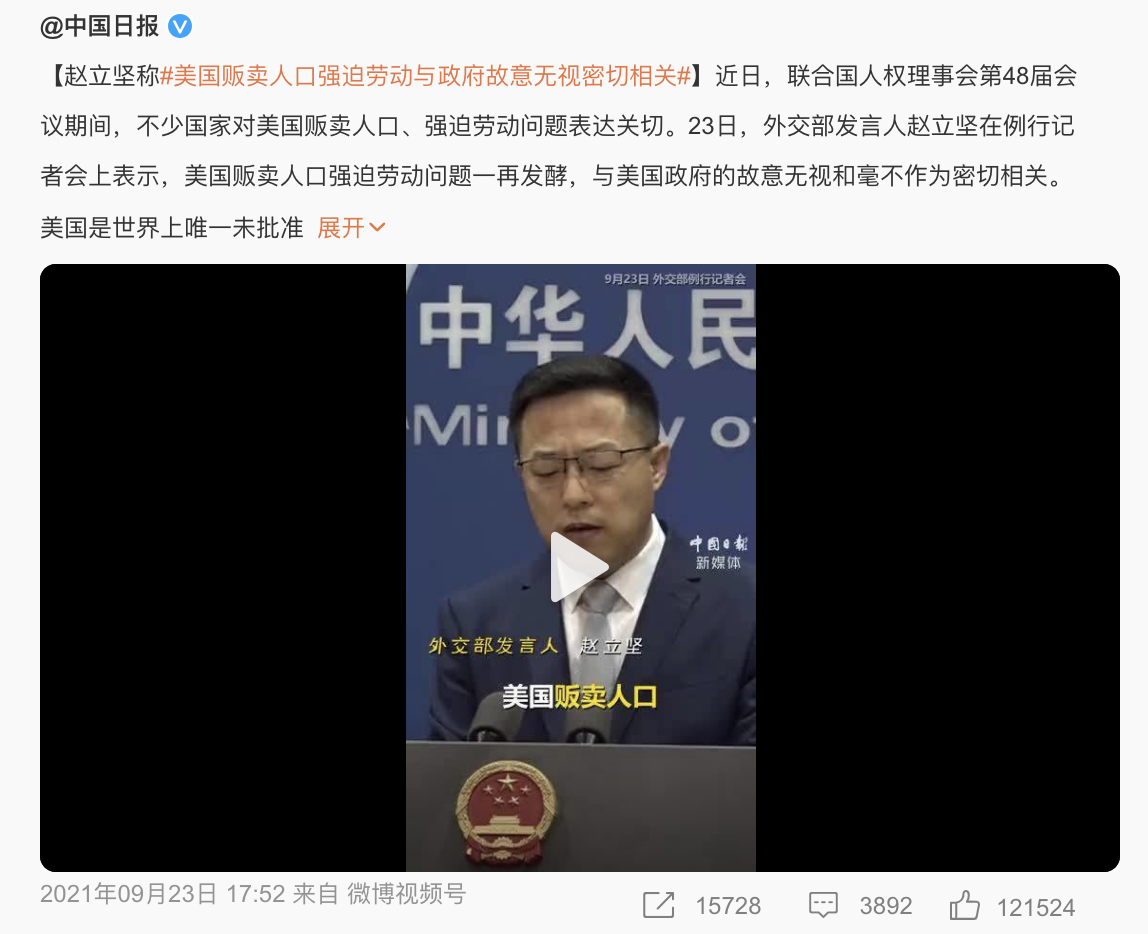 @中国日报
【赵立坚称#美国贩卖人口强迫劳动与政府故意无视密切相关#】近日，联合国人权理事会第48届会
议期间，不少国家对美国贩卖人口、强迫劳动问题表达关切。23日，外交部发言人赵立坚在例行记
者会上表示，美国贩卖人口强迫劳动问题一再发酵，与美国政府的故意无视和毫不作为密切相关。
美国是世界上唯一未批准 展开
9月23日 外交部例行记者会
中华人民
Min y of
中国日报
新媒体
外交部发言人 赵立坚
美国贩卖人口
2021年09月23日 17:52 来自 微博视频号
15728 3892 121524